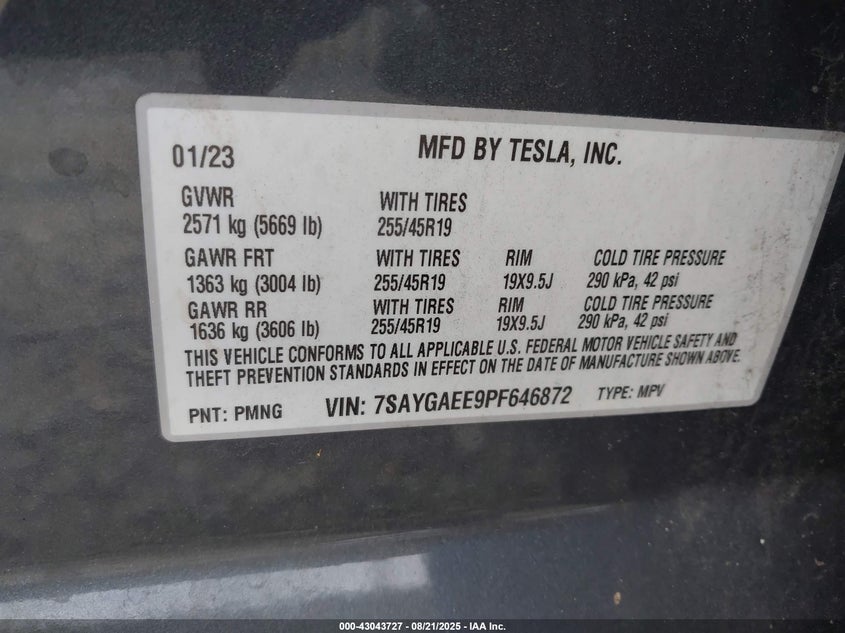 01/23 MFD BY TESLA, INC.
GVWR WITH TIRES
2571 kg (5669 lb) 255/45R19
GAWR FRT WITH TIRES RIM COLD TIRE PRESSURE
1363 kg (3004 lb) 255/45R19 19X9.5J 290 kPa, 42 psi
GAWR RR WITH TIRES RIM COLD TIRE PRESSURE
1636 kg (3606 lb) 255/45R19 19X9.5J 290 kPa, 42 psi
THIS VEHICLE CONFORMS TO ALL APPLICABLE U.S. FEDERAL MOTOR VEHICLE SAFETY AND
THEFT PREVENTION STANDARDS IN EFFECT ON THE DATE OF MANUFACTURE SHOWN ABOVE.
PNT: PMNG VIN: 7SAYGAEE9PF646872 TYPE: MPV
000-43043727 - 08/21/2025 - IAA Inc.